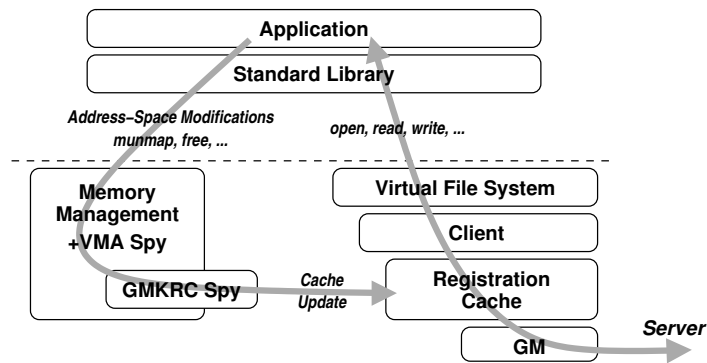 Application
Standard Library
Address–Space Modifications
munmap, free, ...
open, read, write, ...
Memory
Management
+VMA Spy
GMKRC Spy
Cache
Update
Virtual File System
Client
Registration
Cache
GM
Server